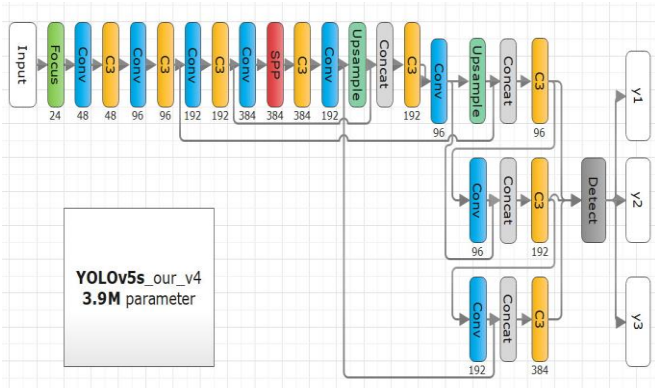 Input
Focus
Conv
C3
Conv
C3
Conv
C3
Conv
SPP
C3
Conv
Upsample
Concat
C3
Conv
Upsample
Concat
C3
24
48
48
96
96
192
192
384
384
384
192
192
96
96
Conv
Concat
C3
96
192
Conv
Concat
C3
192
384
Detect
y1
y2
y3
YOLOv5s_our_v4
3.9M parameter